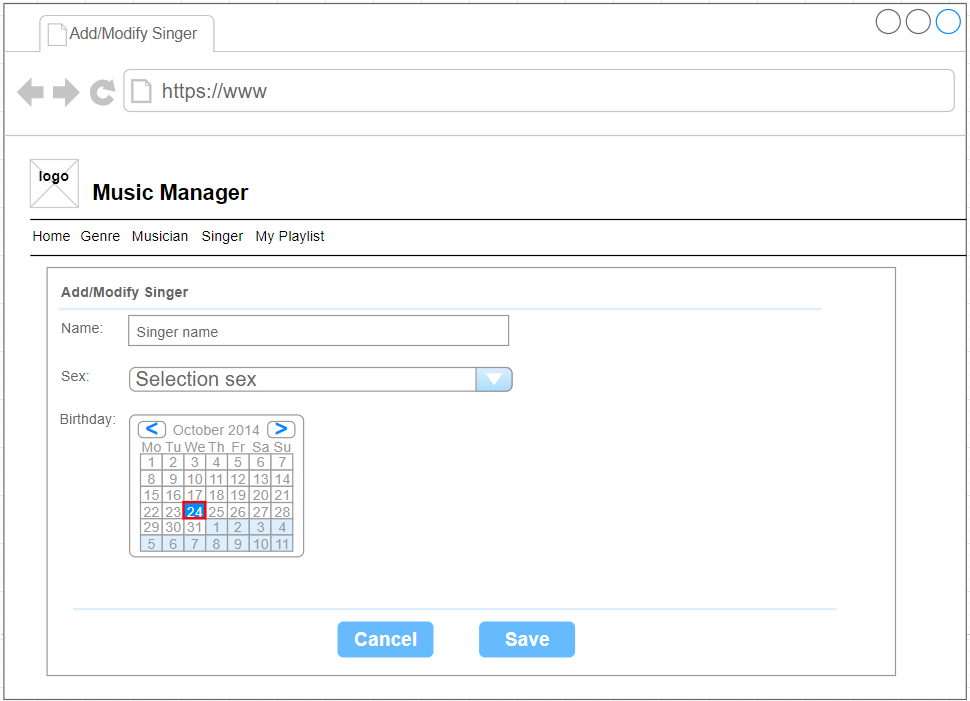 Add/Modify Singer
https://www
logo
Music Manager
Home Genre Musician Singer My Playlist
Add/Modify Singer
Name: Singer name
Sex: Selection sex
Birthday:
< October 2014 >
Mo Tu We Th Fr Sa Su
1 2 3 4 5 6 7
8 9 10 11 12 13 14
15 16 17 18 19 20 21
22 23 24 25 26 27 28
29 30 31 1 2 3 4
5 6 7 8 9 10 11
Cancel Save